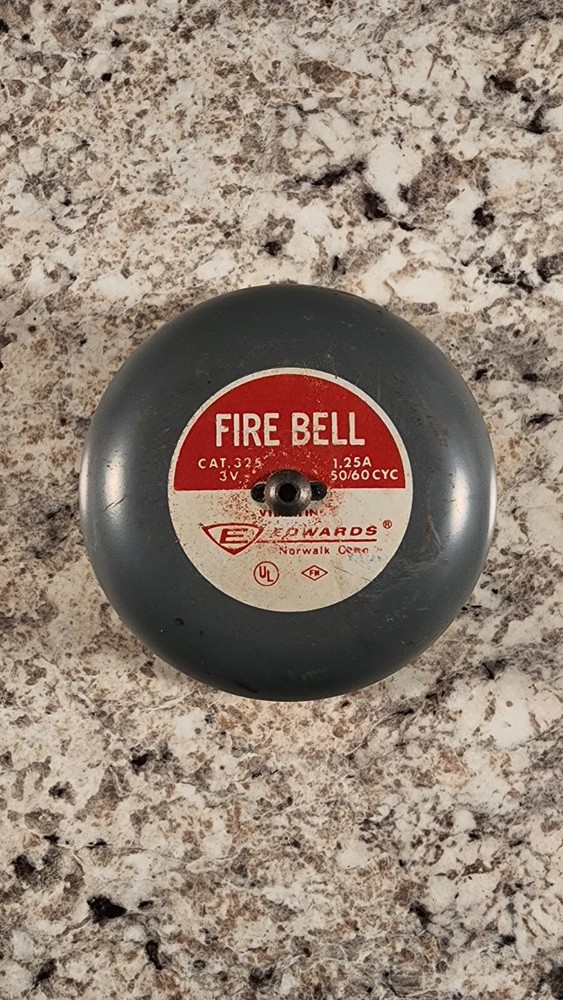 FIRE BELL
CAT. 325 1.25A
3V. 50/60 CYC
E EDWARDS®
Norwalk Conn
UL FM